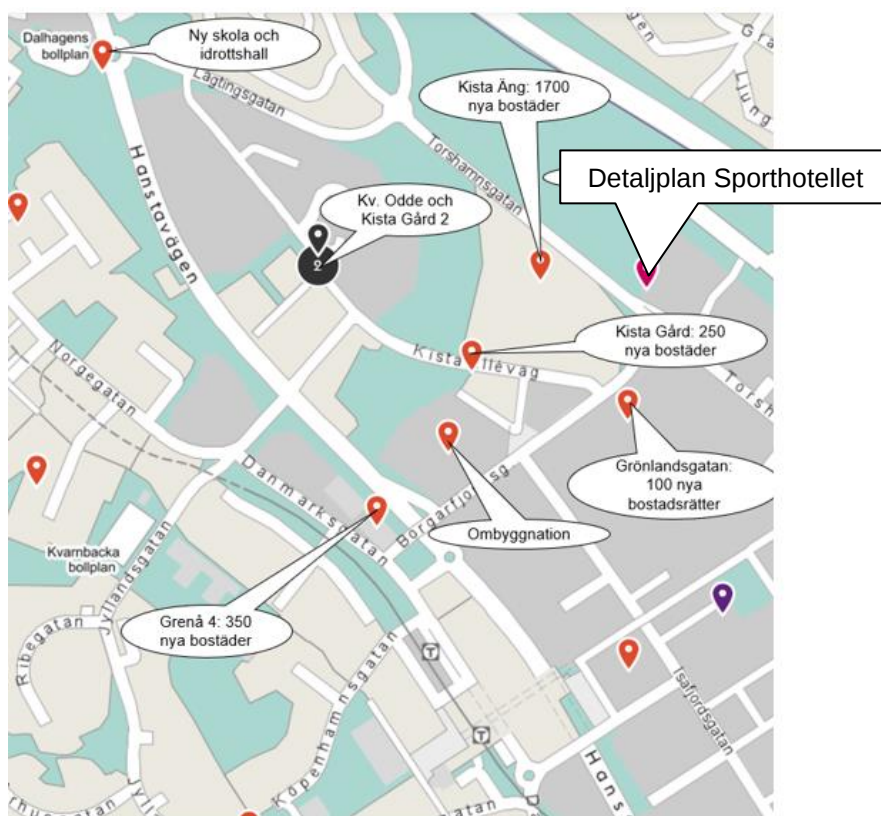 Dalhagens
bollplan
Ny skola och
idrottshall
Lagtingsgatan
Kista Äng: 1700
nya bostäder
Torshamnsgatan
Detaljplan Sporthotellet
Hanstavägen
Kv. Odde och
Kista Gård 2
2
Kista Gård: 250
nya bostäder
Kista
Norgegatan
Danmarksgatan
Grönlandsgatan:
100 nya
bostadsrätter
Ombyggnation
Kvarnbacka
bollplan
Jyllandsgatan
Ribegatan
Grenå 4: 350
nya bostäder
T
Köpenhamnsgatan
Isafjordsgatan
T